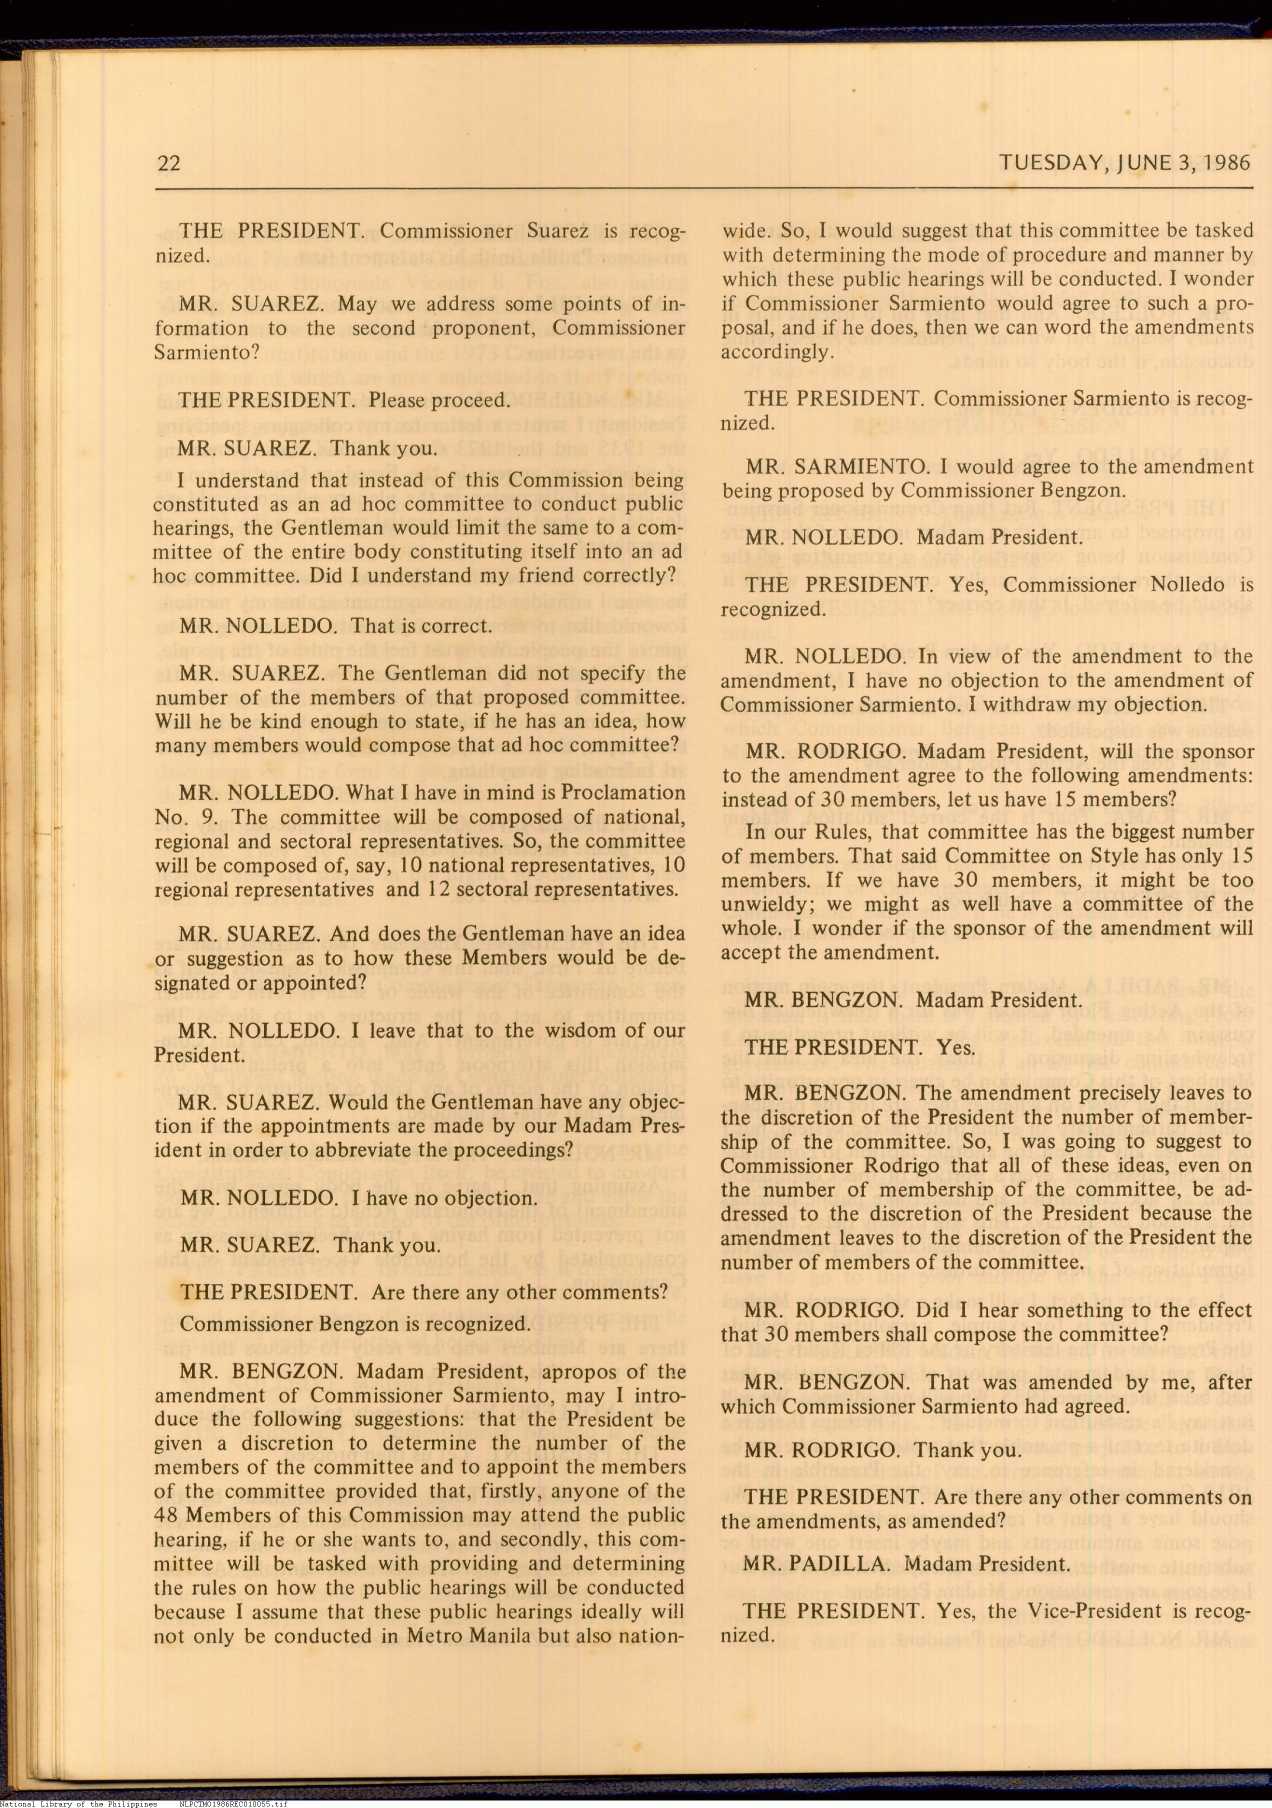 22
TUESDAY, JUNE 3, 1986
THE PRESIDENT. Commissioner Suarez is recog-
nized.
MR. SUAREZ. May we address some points of in-
formation to the second proponent, Commissioner
Sarmiento?
THE PRESIDENT. Please proceed.
MR. SUAREZ. Thank you.
I understand that instead of this Commission being
constituted as an ad hoc committee to conduct public
hearings, the Gentleman would limit the same to a com-
mittee of the entire body constituting itself into an ad
hoc committee. Did I understand my friend correctly?
MR. NOLLEDO. That is correct.
MR. SUAREZ. The Gentleman did not specify the
number of the members of that proposed committee.
Will he be kind enough to state, if he has an idea, how
many members would compose that ad hoc committee?
MR. NOLLEDO. What I have in mind is Proclamation
No. 9. The committee will be composed of national,
regional and sectoral representatives. So, the committee
will be composed of, say, 10 national representatives, 10
regional representatives and 12 sectoral representatives.
MR. SUAREZ. And does the Gentleman have an idea
or suggestion as to how these Members would be de-
signated or appointed?
MR. NOLLEDO. I leave that to the wisdom of our
President.
MR. SUAREZ. Would the Gentleman have any objec-
tion if the appointments are made by our Madam Pres-
ident in order to abbreviate the proceedings?
MR. NOLLEDO. I have no objection.
MR. SUAREZ. Thank you.
THE PRESIDENT. Are there any other comments?
Commissioner Bengzon is recognized.
MR. BENGZON. Madam President, apropos of the
amendment of Commissioner Sarmiento, may I intro-
duce the following suggestions: that the President be
given a discretion to determine the number of the
members of the committee and to appoint the members
of the committee provided that, firstly, anyone of the
48 Members of this Commission may attend the public
hearing, if he or she wants to, and secondly, this com-
mittee will be tasked with providing and determining
the rules on how the public hearings will be conducted
because I assume that these public hearings ideally will
not only be conducted in Metro Manila but also nation-
wide. So, I would suggest that this committee be tasked
with determining the mode of procedure and manner by
which these public hearings will be conducted. I wonder
if Commissioner Sarmiento would agree to such a pro-
posal, and if he does, then we can word the amendments
accordingly.
THE PRESIDENT. Commissioner Sarmiento is recog-
nized.
MR. SARMIENTO. I would agree to the amendment
being proposed by Commissioner Bengzon.
MR. NOLLEDO. Madam President.
THE PRESIDENT. Yes, Commissioner Nolledo is
recognized.
MR. NOLLEDO. In view of the amendment to the
amendment, I have no objection to the amendment of
Commissioner Sarmiento. I withdraw my objection.
MR. RODRIGO. Madam President, will the sponsor
to the amendment agree to the following amendments:
instead of 30 members, let us have 15 members?
In our Rules, that committee has the biggest number
of members. That said Committee on Style has only 15
members. If we have 30 members, it might be too
unwieldy; we might as well have a committee of the
whole. I wonder if the sponsor of the amendment will
accept the amendment.
MR. BENGZON. Madam President.
THE PRESIDENT. Yes.
MR. BENGZON. The amendment precisely leaves to
the discretion of the President the number of member-
ship of the committee. So, I was going to suggest to
Commissioner Rodrigo that all of these ideas, even on
the number of membership of the committee, be ad-
dressed to the discretion of the President because the
amendment leaves to the discretion of the President the
number of members of the committee.
MR. RODRIGO. Did I hear something to the effect
that 30 members shall compose the committee?
MR. BENGZON. That was amended by me, after
which Commissioner Sarmiento had agreed.
MR. RODRIGO. Thank you.
THE PRESIDENT. Are there any other comments on
the amendments, as amended?
MR. PADILLA. Madam President.
THE PRESIDENT. Yes, the Vice-President is recog-
nized.
National Library of the Philippines NLPCIM01986REC010055.tif